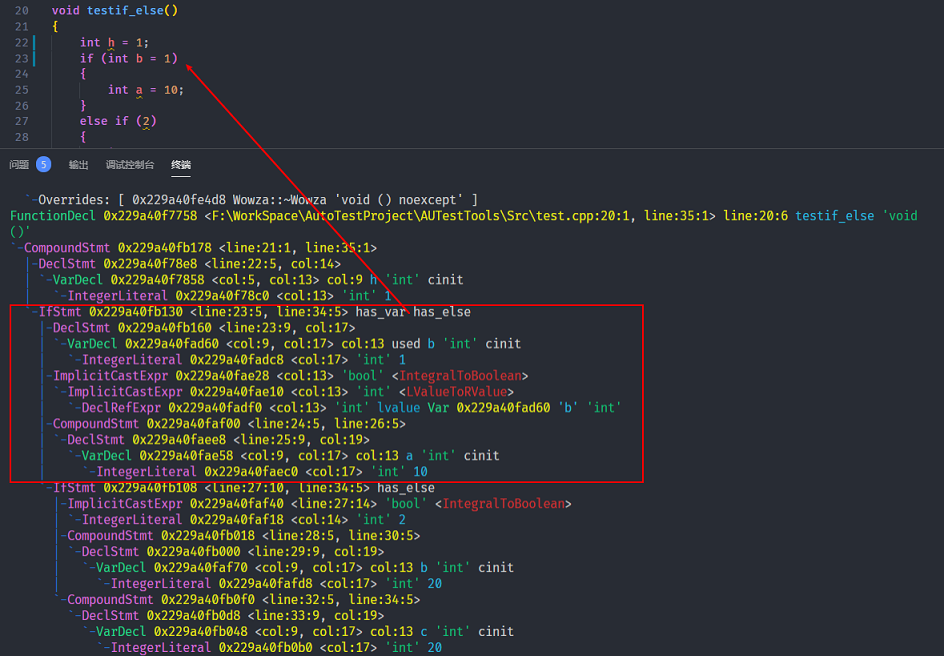 20 void testif_else()
21 {
22 int h = 1;
23 if (int b = 1)
24 {
25 int a = 10;
26 }
27 else if (2)
28 {
问题 5 输出 调试控制台 终端
`-Overrides: [ 0x229a40fe4d8 Wowza::~Wowza 'void () noexcept' ]
FunctionDecl 0x229a40f7758 <F:\WorkSpace\AutoTestProject\AUTestTools\Src\test.cpp:20:1, line:35:1> line:20:6 testif_else 'void
()'
`-CompoundStmt 0x229a40fb178 <line:21:1, line:35:1>
|-DeclStmt 0x229a40f78e8 <line:22:5, col:14>
| `-VarDecl 0x229a40f7858 <col:5, col:13> col:9 h 'int' cinit
| `-IntegerLiteral 0x229a40f78c0 <col:13> 'int' 1
`-IfStmt 0x229a40fb130 <line:23:5, line:34:5> has_var has_else
|-DeclStmt 0x229a40fb160 <line:23:9, col:17>
| `-VarDecl 0x229a40fad60 <col:9, col:17> col:13 used b 'int' cinit
| `-IntegerLiteral 0x229a40fadc8 <col:17> 'int' 1
|-ImplicitCastExpr 0x229a40fae28 <col:13> 'bool' <IntegralToBoolean>
| `-ImplicitCastExpr 0x229a40fae10 <col:13> 'int' <LValueToRValue>
| `-DeclRefExpr 0x229a40fadf0 <col:13> 'int' lvalue Var 0x229a40fad60 'b' 'int'
|-CompoundStmt 0x229a40faf00 <line:24:5, line:26:5>
| `-DeclStmt 0x229a40faee8 <line:25:9, col:19>
| `-VarDecl 0x229a40fae58 <col:9, col:17> col:13 a 'int' cinit
| `-IntegerLiteral 0x229a40faec0 <col:17> 'int' 10
`-IfStmt 0x229a40fb108 <line:27:10, line:34:5> has_else
|-ImplicitCastExpr 0x229a40faf40 <line:27:14> 'bool' <IntegralToBoolean>
| `-IntegerLiteral 0x229a40faf18 <col:14> 'int' 2
|-CompoundStmt 0x229a40fb018 <line:28:5, line:30:5>
| `-DeclStmt 0x229a40fb000 <line:29:9, col:19>
| `-VarDecl 0x229a40faf70 <col:9, col:17> col:13 b 'int' cinit
| `-IntegerLiteral 0x229a40fafd8 <col:17> 'int' 20
`-CompoundStmt 0x229a40fb0f0 <line:32:5, line:34:5>
`-DeclStmt 0x229a40fb0d8 <line:33:9, col:19>
`-VarDecl 0x229a40fb048 <col:9, col:17> col:13 c 'int' cinit
`-IntegerLiteral 0x229a40fb0b0 <col:17> 'int' 20